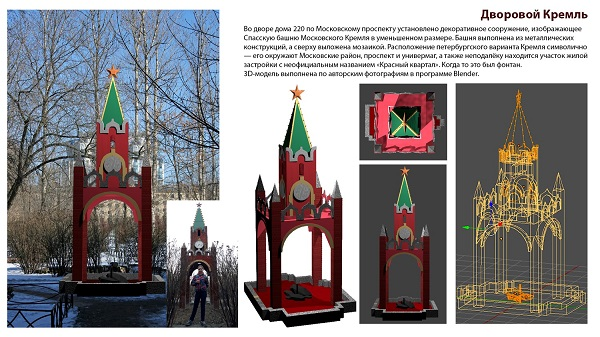 Дворовой Кремль
Во дворе дома 220 по Московскому проспекту установлено декоративное сооружение, изображающее
Спасскую башню Московского Кремля в уменьшенном размере. Башня выполнена из металлических
конструкций, а сверху выложена мозаикой. Расположение петербургского варианта Кремля символично
— его окружают Московские район, проспект и универмаг, а также неподалёку находится участок жилой
застройки с неофициальным названием «Красный квартал». Когда то это был фонтан.
3D-модель выполнена по авторским фотографиям в программе Blender.